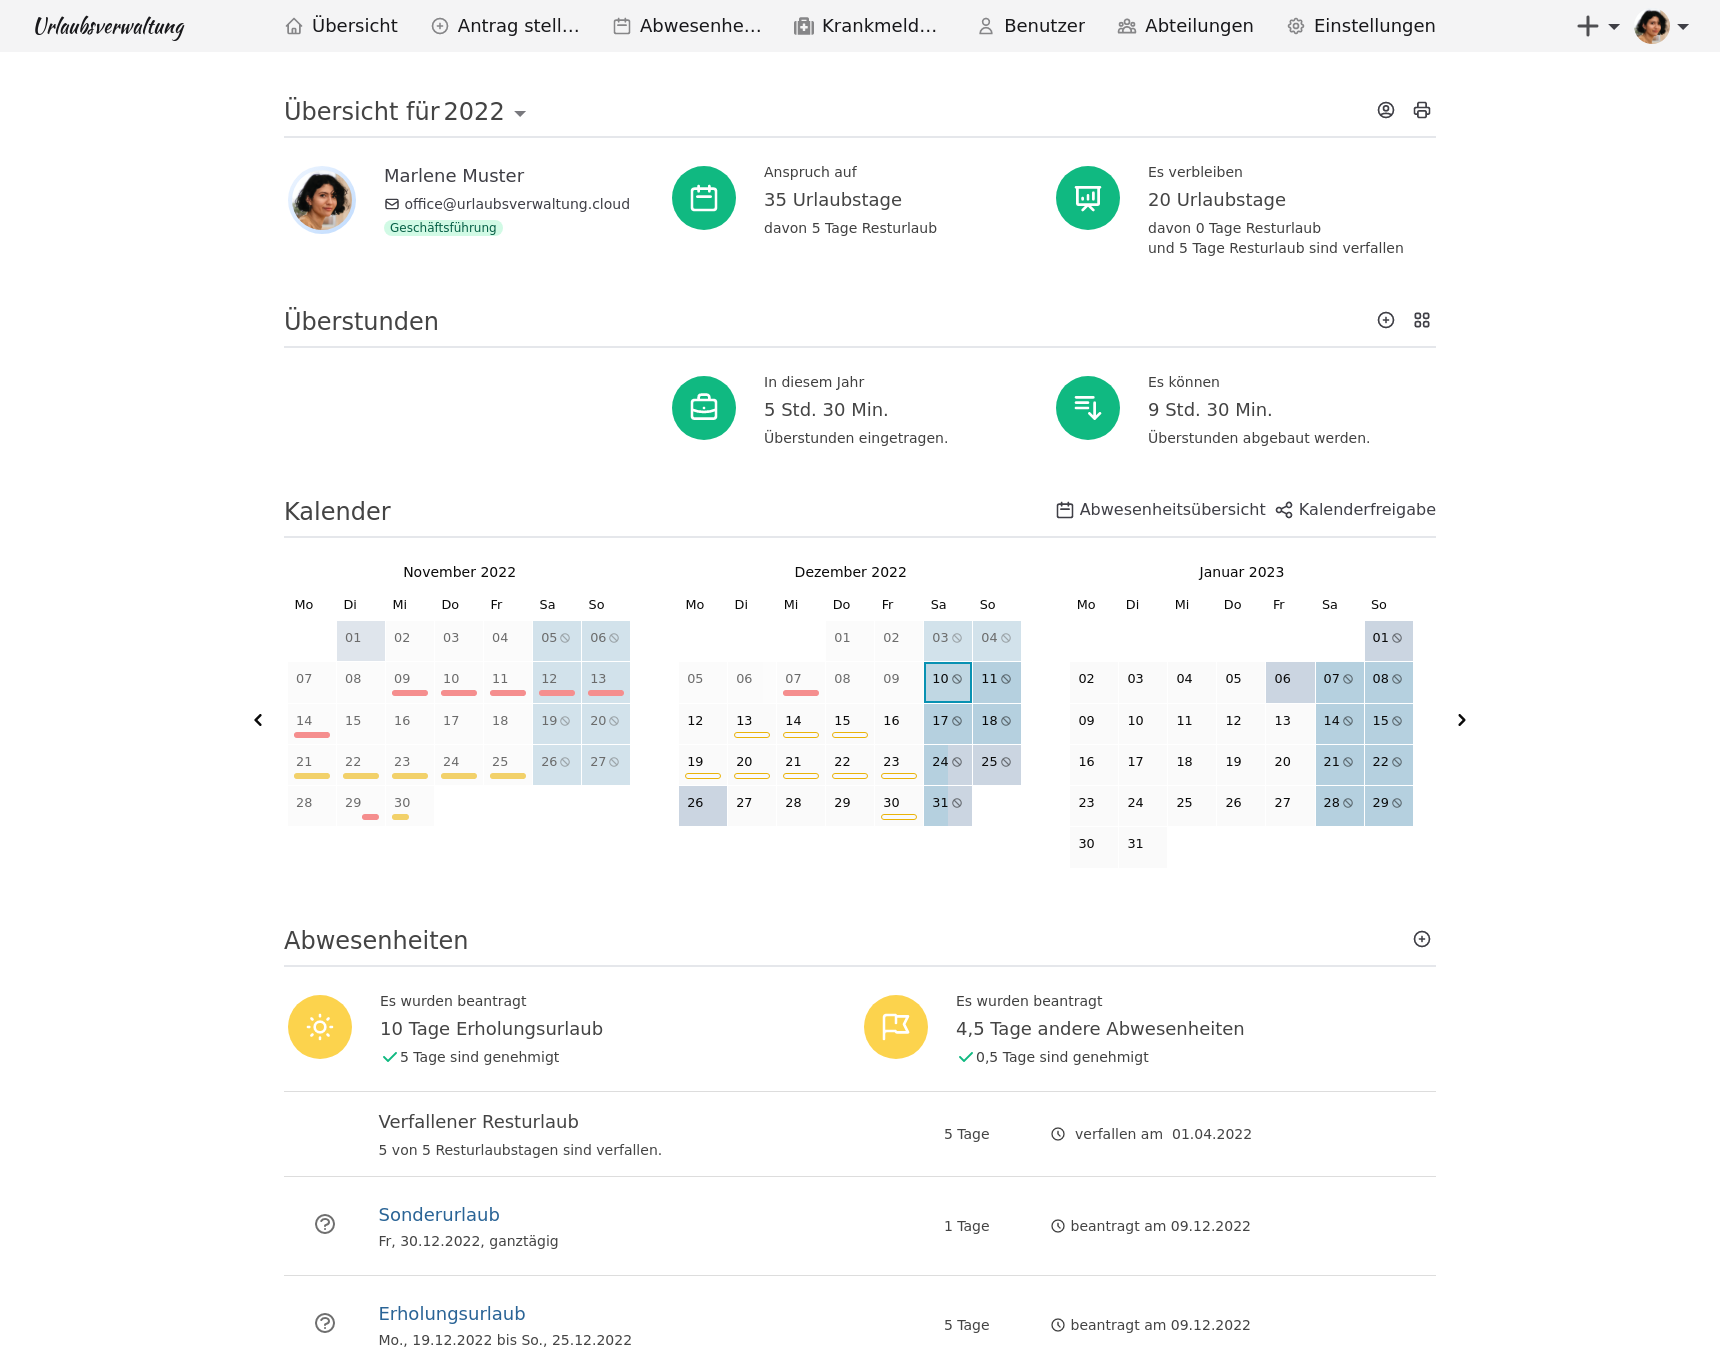 Urlaubsverwaltung
Übersicht Antrag stell... Abwesenhe... Krankmeld... Benutzer Abteilungen Einstellungen
Übersicht für 2022
Marlene Muster
office@urlaubsverwaltung.cloud
Geschäftsführung
Anspruch auf
35 Urlaubstage
davon 5 Tage Resturlaub
Es verbleiben
20 Urlaubstage
davon 0 Tage Resturlaub
und 5 Tage Resturlaub sind verfallen
Überstunden
In diesem Jahr
5 Std. 30 Min.
Überstunden eingetragen.
Es können
9 Std. 30 Min.
Überstunden abgebaut werden.
Kalender
Abwesenheitsübersicht Kalenderfreigabe
November 2022
Mo Di Mi Do Fr Sa So
01 02 03 04 05 06
07 08 09 10 11 12 13
14 15 16 17 18 19 20
21 22 23 24 25 26 27
28 29 30
Dezember 2022
Mo Di Mi Do Fr Sa So
01 02 03 04
05 06 07 08 09 10 11
12 13 14 15 16 17 18
19 20 21 22 23 24 25
26 27 28 29 30 31
Januar 2023
Mo Di Mi Do Fr Sa So
01
02 03 04 05 06 07 08
09 10 11 12 13 14 15
16 17 18 19 20 21 22
23 24 25 26 27 28 29
30 31
Abwesenheiten
Es wurden beantragt
10 Tage Erholungsurlaub
5 Tage sind genehmigt
Es wurden beantragt
4,5 Tage andere Abwesenheiten
0,5 Tage sind genehmigt
Verfallener Resturlaub
5 von 5 Resturlaubstagen sind verfallen.
5 Tage
verfallen am 01.04.2022
Sonderurlaub
Fr, 30.12.2022, ganztägig
1 Tage
beantragt am 09.12.2022
Erholungsurlaub
Mo., 19.12.2022 bis So., 25.12.2022
5 Tage
beantragt am 09.12.2022